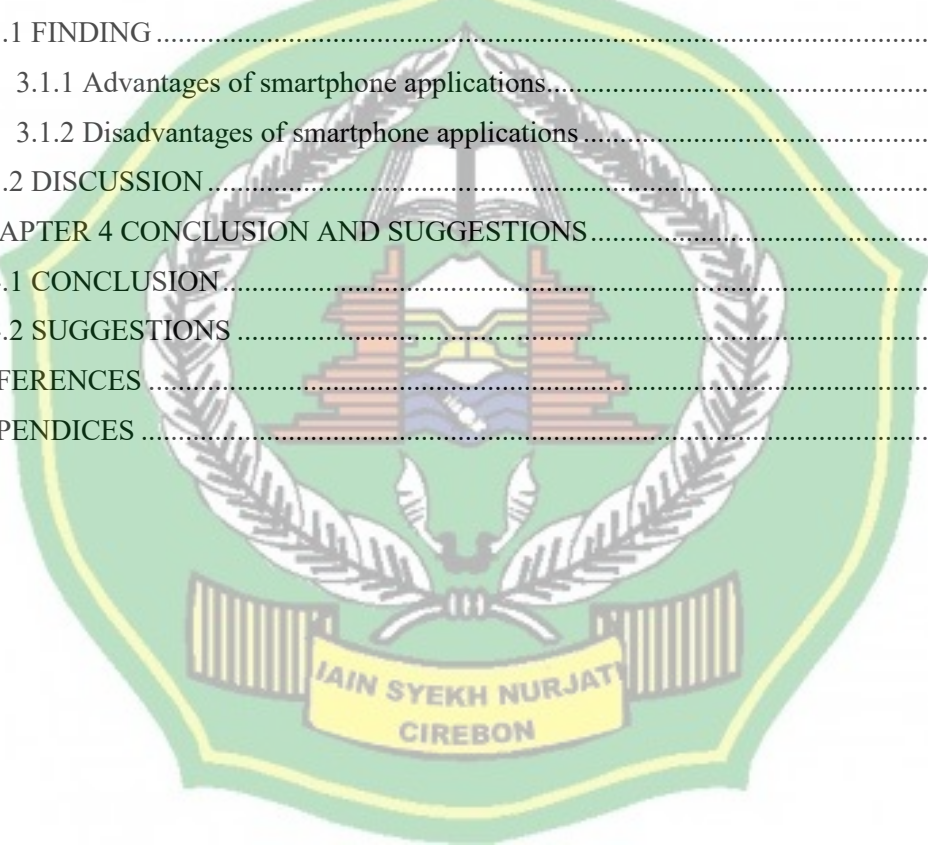 .1 FINDING ........................................................................................................
3.1.1 Advantages of smartphone applications..................................................
3.1.2 Disadvantages of smartphone applications .............................................
.2 DISCUSSION ..................................................................................................
APTER 4 CONCLUSION AND SUGGESTIONS............................................
.1 CONCLUSION................................................................................................
.2 SUGGESTIONS ..............................................................................................
FERENCES .........................................................................................................
PENDICES ..........................................................................................................
IAIN SYEKH NURJATI
CIREBON